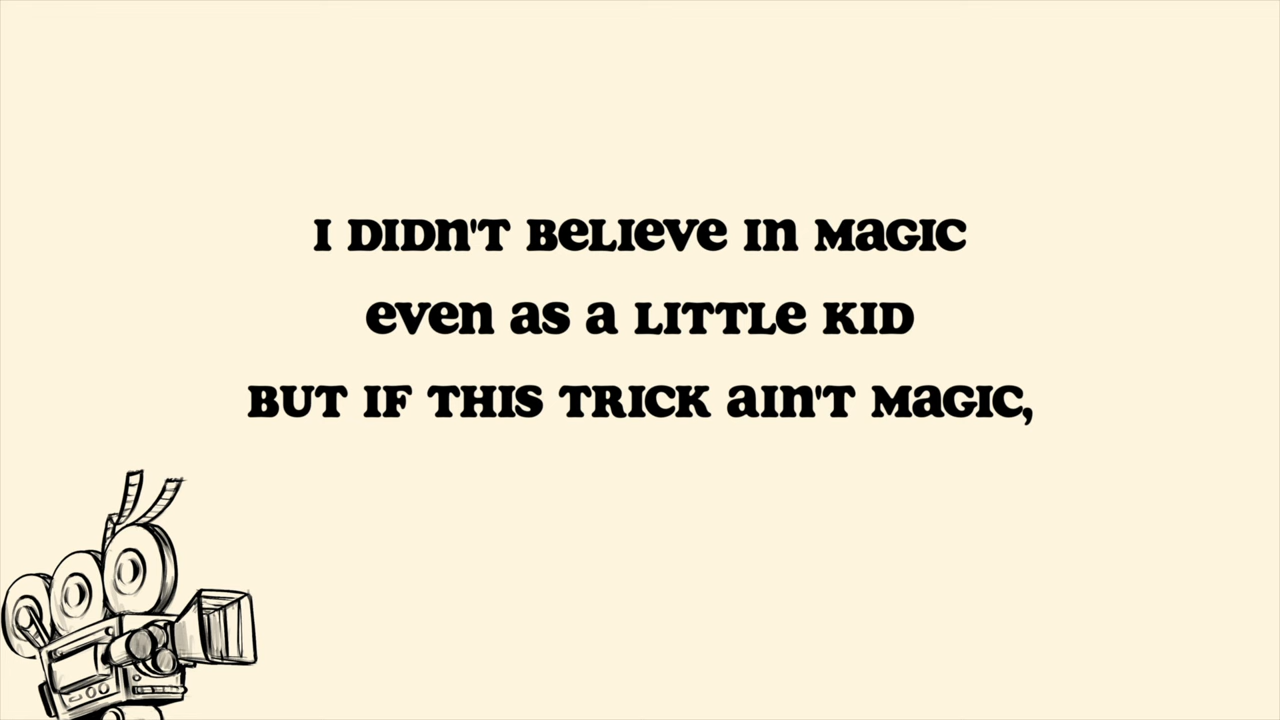 I DIDN'T BELIEVE IN MAGIC
EVEN AS A LITTLE KID
BUT IF THIS TRICK AIN'T MAGIC,